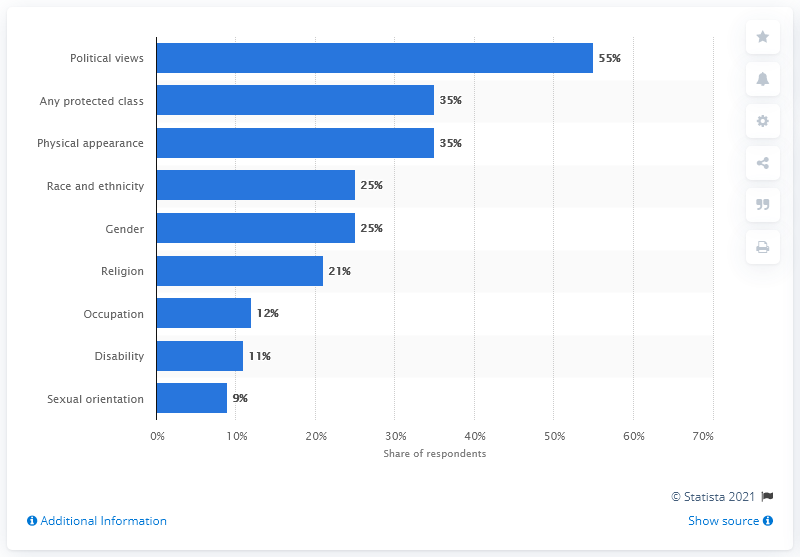 Political views 55%
Any protected class 35%
Physical appearance 35%
Race and ethnicity 25%
Gender 25%
Religion 21%
Occupation 12%
Disability 11%
Sexual orientation 9%
0% 10% 20% 30% 40% 50% 60% 70%
Share of respondents
© Statista 2021
Additional Information Show source